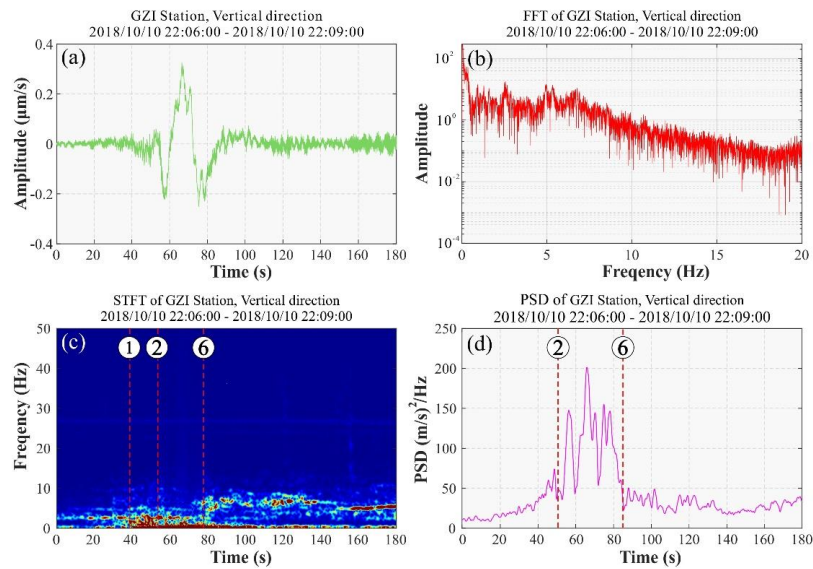 GZI Station, Vertical direction
2018/10/10 22:06:00 - 2018/10/10 22:09:00
(a)
Amplitude (μm/s)
0.4
0.2
0
-0.2
-0.4
0 20 40 60 80 100 120 140 160 180
Time (s)
FFT of GZI Station, Vertical direction
2018/10/10 22:06:00 - 2018/10/10 22:09:00
(b)
Amplitude
10²
10⁰
10⁻²
10⁻⁴
0 5 10 15 20
Freqency (Hz)
STFT of GZI Station, Vertical direction
2018/10/10 22:06:00 - 2018/10/10 22:09:00
(c)
① ② ⑥
Freqency (Hz)
50
40
30
20
10
0
0 20 40 60 80 100 120 140 160 180
Time (s)
PSD of GZI Station, Vertical direction
2018/10/10 22:06:00 - 2018/10/10 22:09:00
② ⑥
(d)
PSD (m/s)²/Hz
250
200
150
100
50
0
0 20 40 60 80 100 120 140 160 180
Time (s)